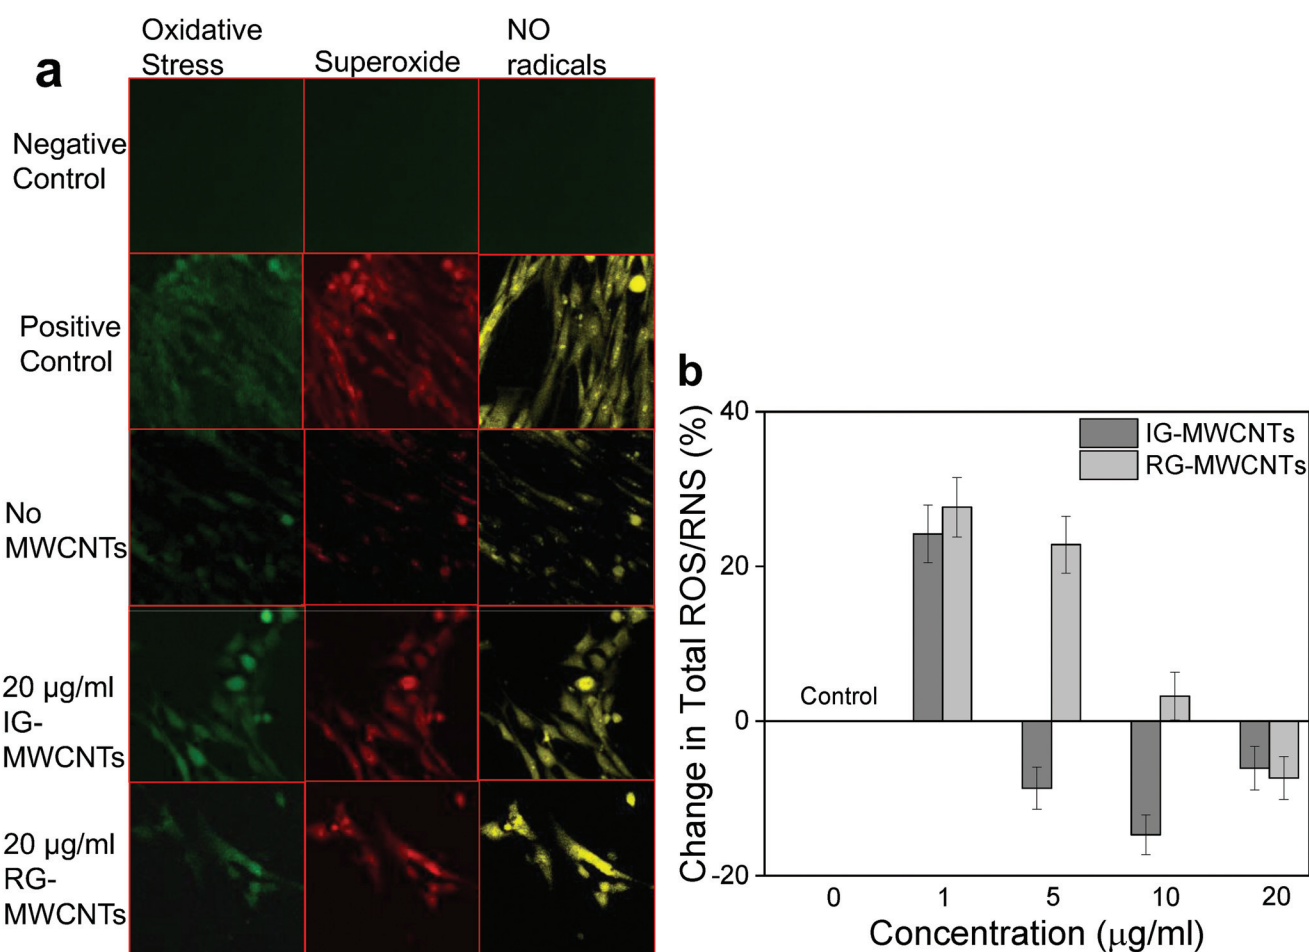 a
Oxidative
Stress
Superoxide
NO
radicals
Negative
Control
Positive
Control
No
MWCNTs
20 µg/ml
IG-
MWCNTs
20 µg/ml
RG-
MWCNTs
b
Change in Total ROS/RNS (%)
40
20
0
-20
IG-MWCNTs
RG-MWCNTs
Control
0 1 5 10 20
Concentration (µg/ml)